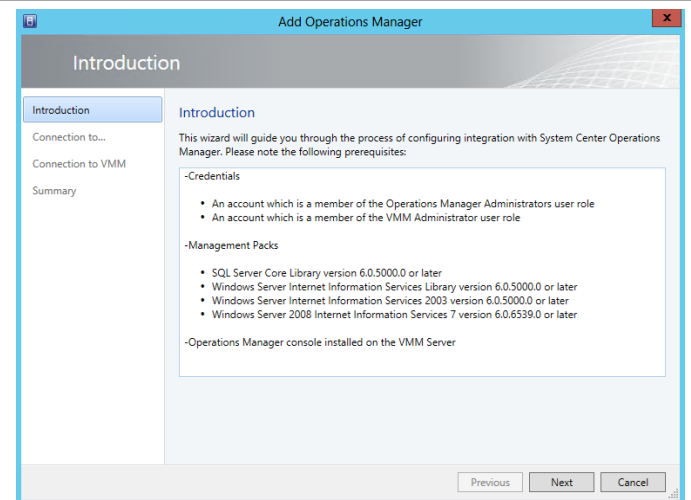 Add Operations Manager
x
Introduction
Introduction
Connection to...
Connection to VMM
Summary
Introduction
This wizard will guide you through the process of configuring integration with System Center Operations
Manager. Please note the following prerequisites:
-Credentials
• An account which is a member of the Operations Manager Administrators user role
• An account which is a member of the VMM Administrator user role
-Management Packs
• SQL Server Core Library version 6.0.5000.0 or later
• Windows Server Internet Information Services Library version 6.0.5000.0 or later
• Windows Server Internet Information Services 2003 version 6.0.5000.0 or later
• Windows Server 2008 Internet Information Services 7 version 6.0.6539.0 or later
-Operations Manager console installed on the VMM Server
Previous Next Cancel